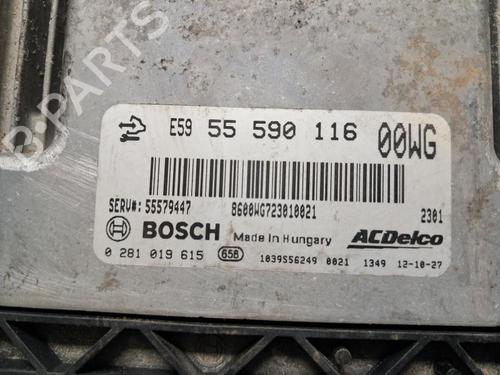 B-PARTS
E59 55 590 116 00WG
SERV#: 55579447 8600WG723010021 2301
BOSCH Made in Hungary ACDelco
0 281 019 615 658 1039S56249 0021 1349 12-10-27